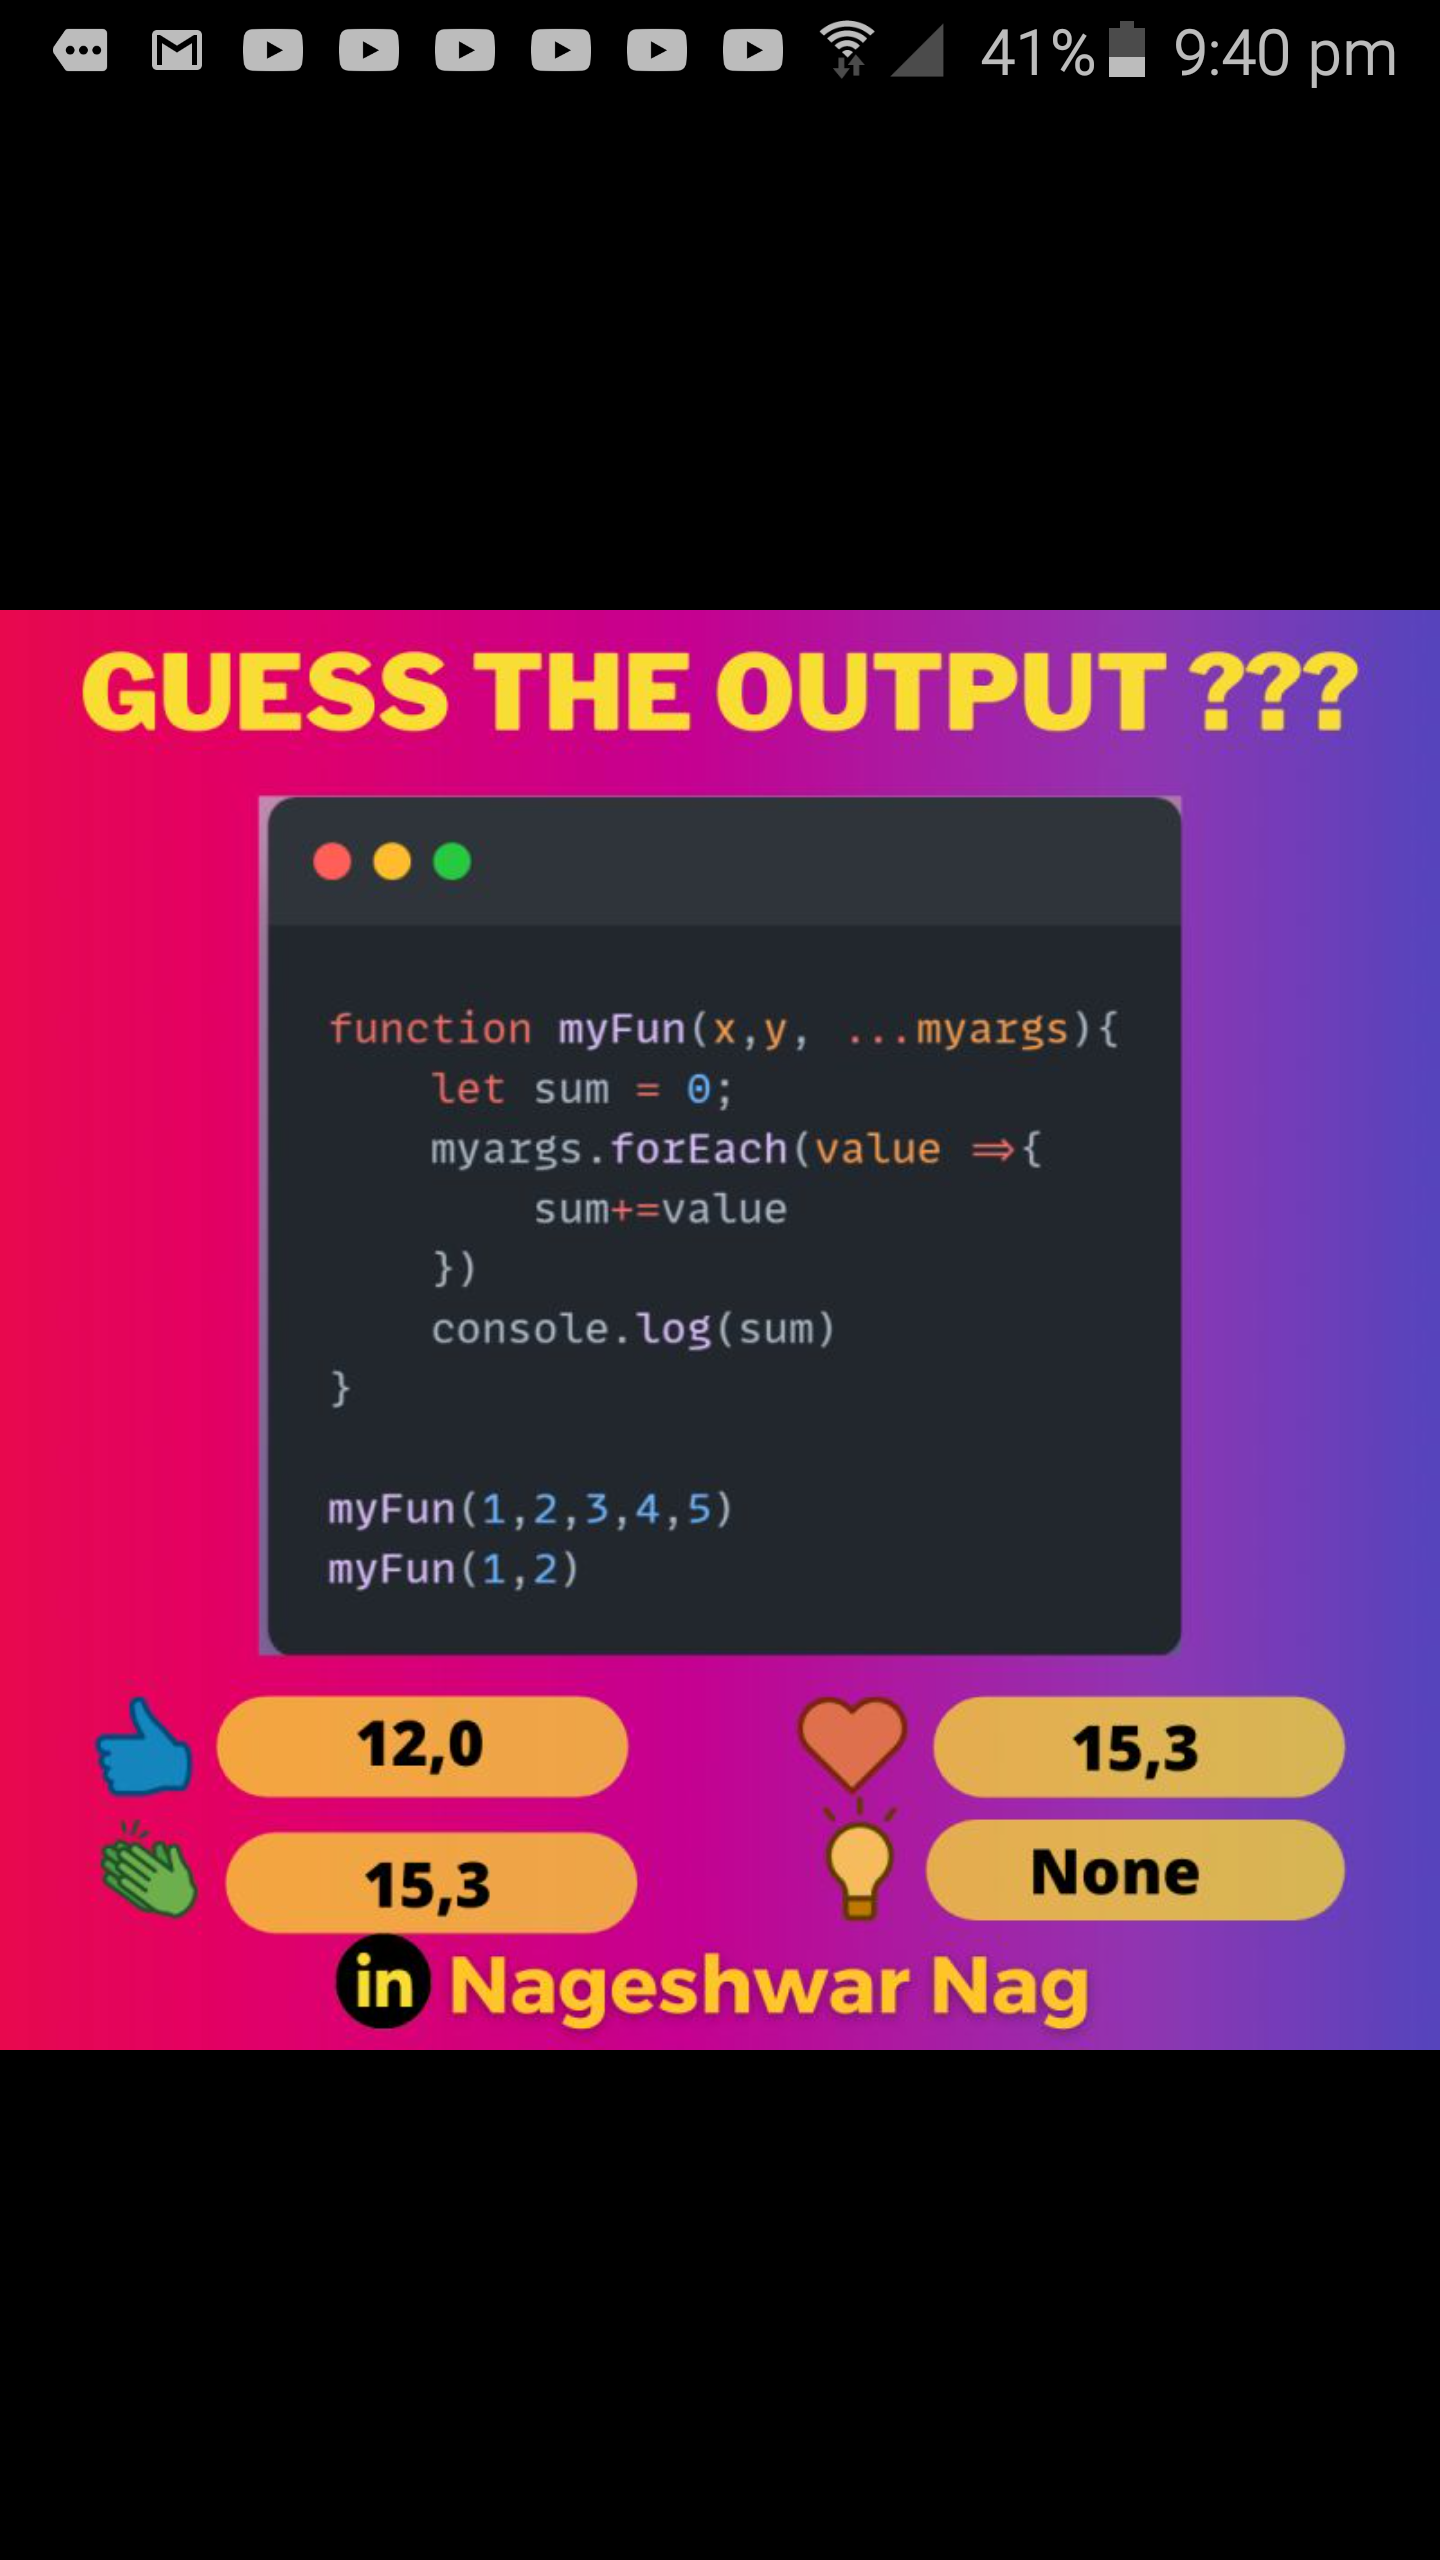 41% 9:40 pm
GUESS THE OUTPUT ???
function myFun(x,y, ...myargs){
    let sum = 0;
    myargs.forEach(value =>{
        sum+=value
    })
    console.log(sum)
}
myFun(1,2,3,4,5)
myFun(1,2)
12,0
15,3
15,3
None
in Nageshwar Nag